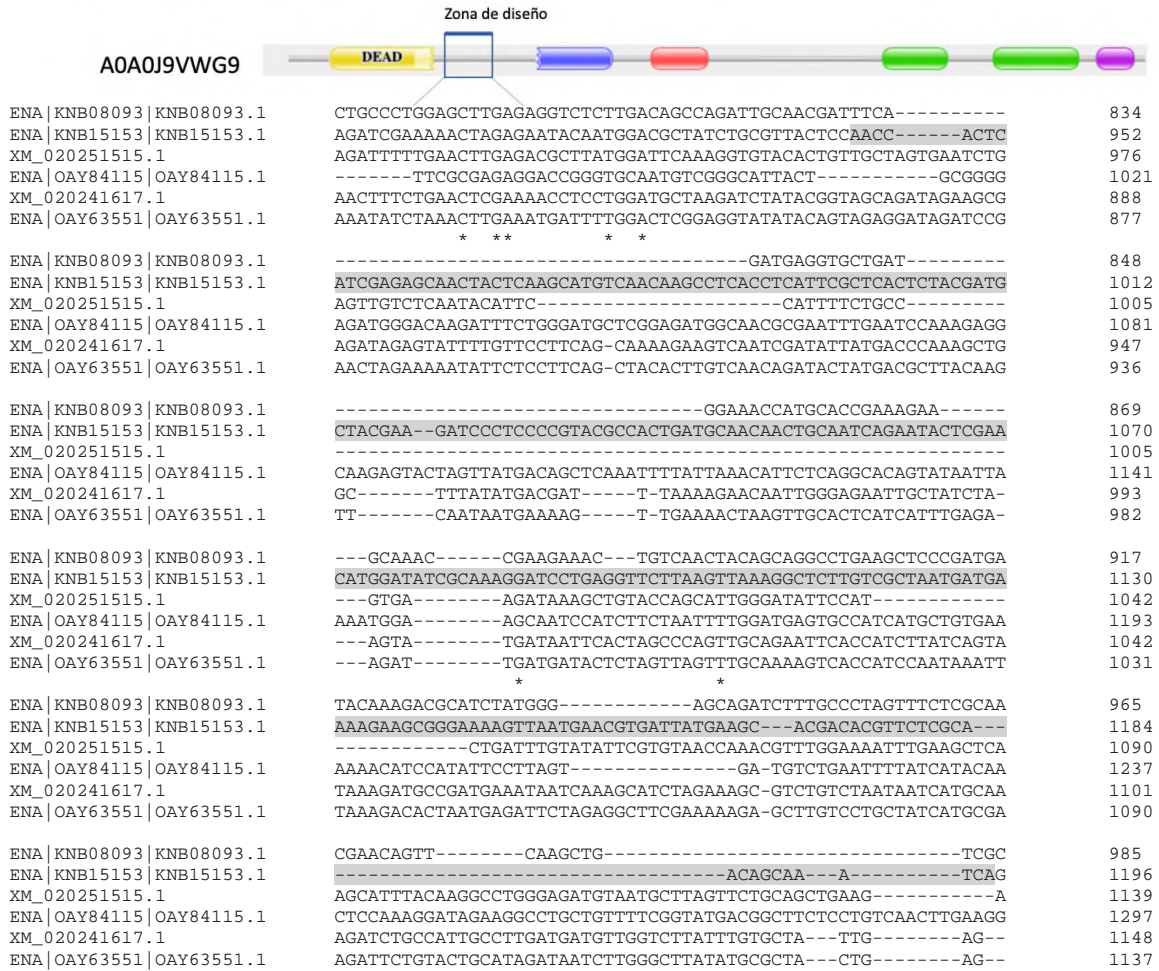 Zona de diseño
A0A0J9VWG9
DEAD
ENA|KNB08093|KNB08093.1 CTGCCCTGGAGCTTGAGAGGTCTCTTGACAGCCAGATTGCAACGATTTCA---------- 834
ENA|KNB15153|KNB15153.1 AGATCGAAAAACTAGAGAATACAATGGACGCTATCTGCGTTACTCCAACC------ACTC 952
XM_020251515.1 AGATTTTTGAACTTGAGACGCTTATGGATTCAAAGGTGTACACTGTTGCTAGTGAATCTG 976
ENA|OAY84115|OAY84115.1 -------TTCGCGAGAGGACCGGGTGCAATGTCGGGCATTACT-----------GCGGGG 1021
XM_020241617.1 AACTTTCTGAACTCGAAAACCTCCTGGATGCTAAGATCTATACGGTAGCAGATAGAAGCG 888
ENA|OAY63551|OAY63551.1 AAATATCTAAACTTGAAATGATTTTGGACTCGGAGGTATATACAGTAGAGGATAGATCCG 877
* ** * *
ENA|KNB08093|KNB08093.1 -------------------------------------GATGAGGTGCTGAT--------- 848
ENA|KNB15153|KNB15153.1 ATCGAGAGCAACTACTCAAGCATGTCAACAAGCCTCACCTCATTCGCTCACTCTACGATG 1012
XM_020251515.1 AGTTGTCTCAATACATTC----------------------CATTTTCTGCC--------- 1005
ENA|OAY84115|OAY84115.1 AGATGGGACAAGATTTCTGGGATGCTCGGAGATGGCAACGCGAATTTGAATCCAAAGAGG 1081
XM_020241617.1 AGATAGAGTATTTTGTTCCTTCAG-CAAAAGAAGTCAATCGATATTATGACCCAAAGCTG 947
ENA|OAY63551|OAY63551.1 AACTAGAAAAATATTCTCCTTCAG-CTACACTTGTCAACAGATACTATGACGCTTACAAG 936
ENA|KNB08093|KNB08093.1 ---------------------------------GGAAACCATGCACCGAAAGAA------ 869
ENA|KNB15153|KNB15153.1 CTACGAA--GATCCCTCCCCGTACGCCACTGATGCAACAACTGCAATCAGAATACTCGAA 1070
XM_020251515.1 ------------------------------------------------------------ 1005
ENA|OAY84115|OAY84115.1 CAAGAGTACTAGTTATGACAGCTCAAATTTTATTAAACATTCTCAGGCACAGTATAATTA 1141
XM_020241617.1 GC-------TTTATATGACGAT-----T-TAAAAGAACAATTGGGAGAATTGCTATCTA- 993
ENA|OAY63551|OAY63551.1 TT-------CAATAATGAAAAG-----T-TGAAAACTAAGTTGCACTCATCATTTGAGA- 982
ENA|KNB08093|KNB08093.1 ---GCAAAC------CGAAGAAAC---TGTCAACTACAGCAGGCCTGAAGCTCCCGATGA 917
ENA|KNB15153|KNB15153.1 CATGGATATCGCAAAGGATCCTGAGGTTCTTAAGTTAAAGGCTCTTGTCGCTAATGATGA 1130
XM_020251515.1 ---GTGA--------AGATAAAGCTGTACCAGCATTGGGATATTCCAT------------ 1042
ENA|OAY84115|OAY84115.1 AAATGGA-------AGCAATCCATCTTCTAATTTTGGATGAGTGCCATCATGCTGTGAA 1193
XM_020241617.1 ---AGTA--------TGATAATTCACTAGCCCAGTTGCAGAATTCACCATCTTATCAGTA 1042
ENA|OAY63551|OAY63551.1 ---AGAT--------TGATGATACTCTAGTTAGTTTGCAAAAGTCACCATCCAATAAATT 1031
* *
ENA|KNB08093|KNB08093.1 TACAAAGACGCATCTATGGG------------AGCAGATCTTTGCCCTAGTTTCTCGCAA 965
ENA|KNB15153|KNB15153.1 AAAGAAGCGGGAAAAGTTAATGAACGTGATTATGAAGC---ACGACACGTTCTCGCA--- 1184
XM_020251515.1 ------------CTGATTTGTATATTCGTGTAACCAAACGTTTGGAAAATTTGAAGCTCA 1090
ENA|OAY84115|OAY84115.1 AAAACATCCATATTCCTTAGT---------------GA-TGTCTGAATTTTATCATACAA 1237
XM_020241617.1 TAAAGATGCCGATGAAATAATCAAAGCATCTAGAAAGC-GTCTGTCTAATAATCATGCAA 1101
ENA|OAY63551|OAY63551.1 TAAAGACACTAATGAGATTCTAGAGGCTTCGAAAAAGA-GCTTGTCCTGCTATCATGCGA 1090
ENA|KNB08093|KNB08093.1 CGAACAGTT--------CAAGCTG--------------------------------TCGC 985
ENA|KNB15153|KNB15153.1 -----------------------------------ACAGCAA---A----------TCAG 1196
XM_020251515.1 AGCATTTACAAGGCCTGGGAGATGTAATGCTTAGTTCTGCAGCTGAAG-----------A 1139
ENA|OAY84115|OAY84115.1 CTCCAAAGGATAGAAGGCCTGCTGTTTTCGGTATGACGGCTTCTCCTGTCAACTTGAAGG 1297
XM_020241617.1 AGATCTGCCATTGCCTTGATGATGTTGGTCTTATTTGTGCTA---TTG--------AG-- 1148
ENA|OAY63551|OAY63551.1 AGATTCTGTACTGCATAGATAATCTTGGGCTTATATGCGCTA---CTG--------AG-- 1137